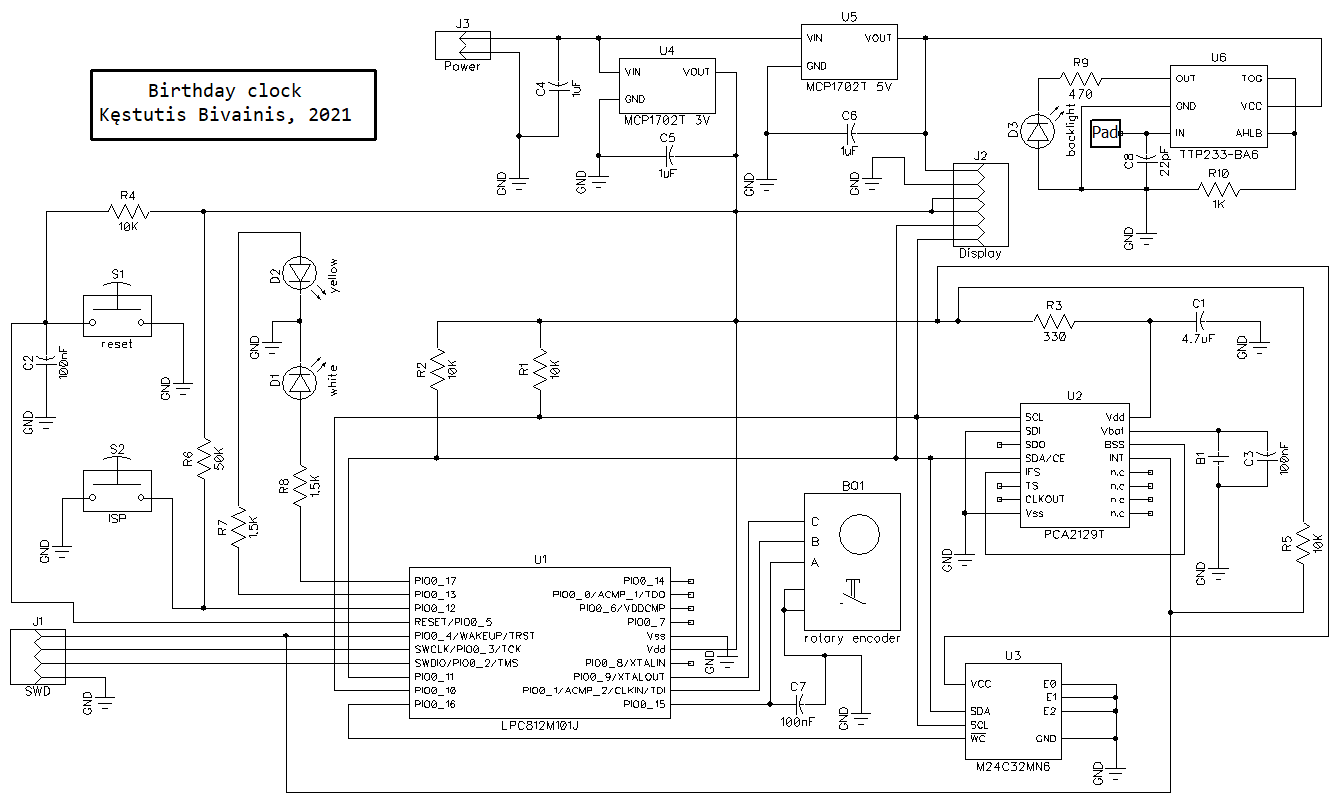 Birthday clock
Kęstutis Bivainis, 2021
J3
Power
C4
1uF
U4
VIN VOUT
GND
MCP1702T 3V
C5
1uF
GND
GND
U5
VIN VOUT
GND
MCP1702T 5V
C6
1uF
GND
GND
J2
Display
R9
470
D3
backlight
Pad
C8
22pF
U6
OUT TOG
GND VCC
IN AHLB
TTP233-BA6
R10
1K
GND
R4
10K
S1
reset
C2
100nF
GND
GND
S2
ISP
GND
R6
50K
D2
yellow
GND
D1
white
R8
1.5K
R7
1.5K
R2
10K
R1
10K
R3
330
C1
4.7uF
GND
U2
SCL Vdd
SDI Vbat
SDO BSS
SDA/CE INT
IFS n.c
TS n.c
CLKOUT n.c
Vss n.c
PCA2129T
GND
B1
C3
100nF
GND
R5
10K
BQ1
C
B
A
rotary encoder
C7
100nF
GND
U1
PIO0_17 PIO0_14
PIO0_13 PIO0_0/ACMP_1/TDO
PIO0_12 PIO0_6/VDDCMP
RESET/PIO0_5 PIO0_7
PIO0_4/WAKEUP/TRST Vss
SWCLK/PIO0_3/TCK Vdd
SWDIO/PIO0_2/TMS PIO0_8/XTALIN
PIO0_11 PIO0_9/XTALOUT
PIO0_10 PIO0_1/ACMP_2/CLKIN/TDI
PIO0_16 PIO0_15
LPC812M101J
GND
J1
SWD
GND
U3
VCC E0
E1
SDA E2
SCL
WC GND
M24C32MN6
GND